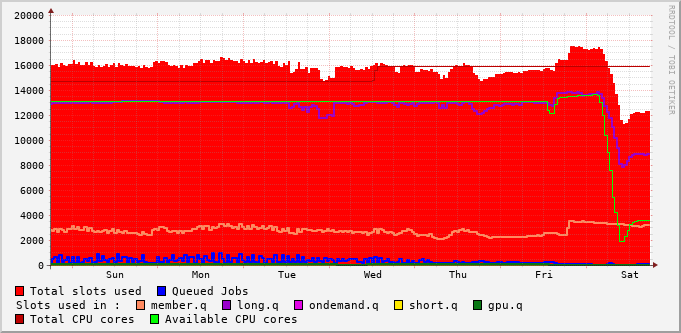 20000
18000
16000
14000
12000
10000
8000
6000
4000
2000
0
Sun Mon Tue Wed Thu Fri Sat
RRDTOOL / TOBI OETIKER
Total slots used Queued Jobs
Slots used in : member.q long.q ondemand.q short.q gpu.q
Total CPU cores Available CPU cores